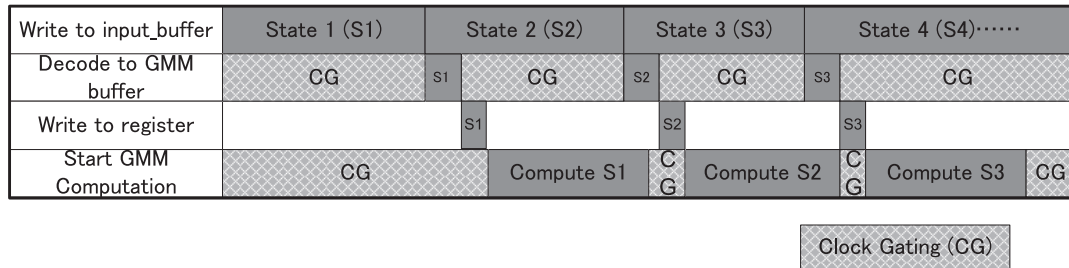 Write to input_buffer State 1 (S1) State 2 (S2) State 3 (S3) State 4 (S4)······
Decode to GMM
buffer CG S1 CG S2 CG S3 CG
Write to register S1 S2 S3
Start GMM
Computation CG Compute S1 CG Compute S2 CG Compute S3 CG
Clock Gating (CG)